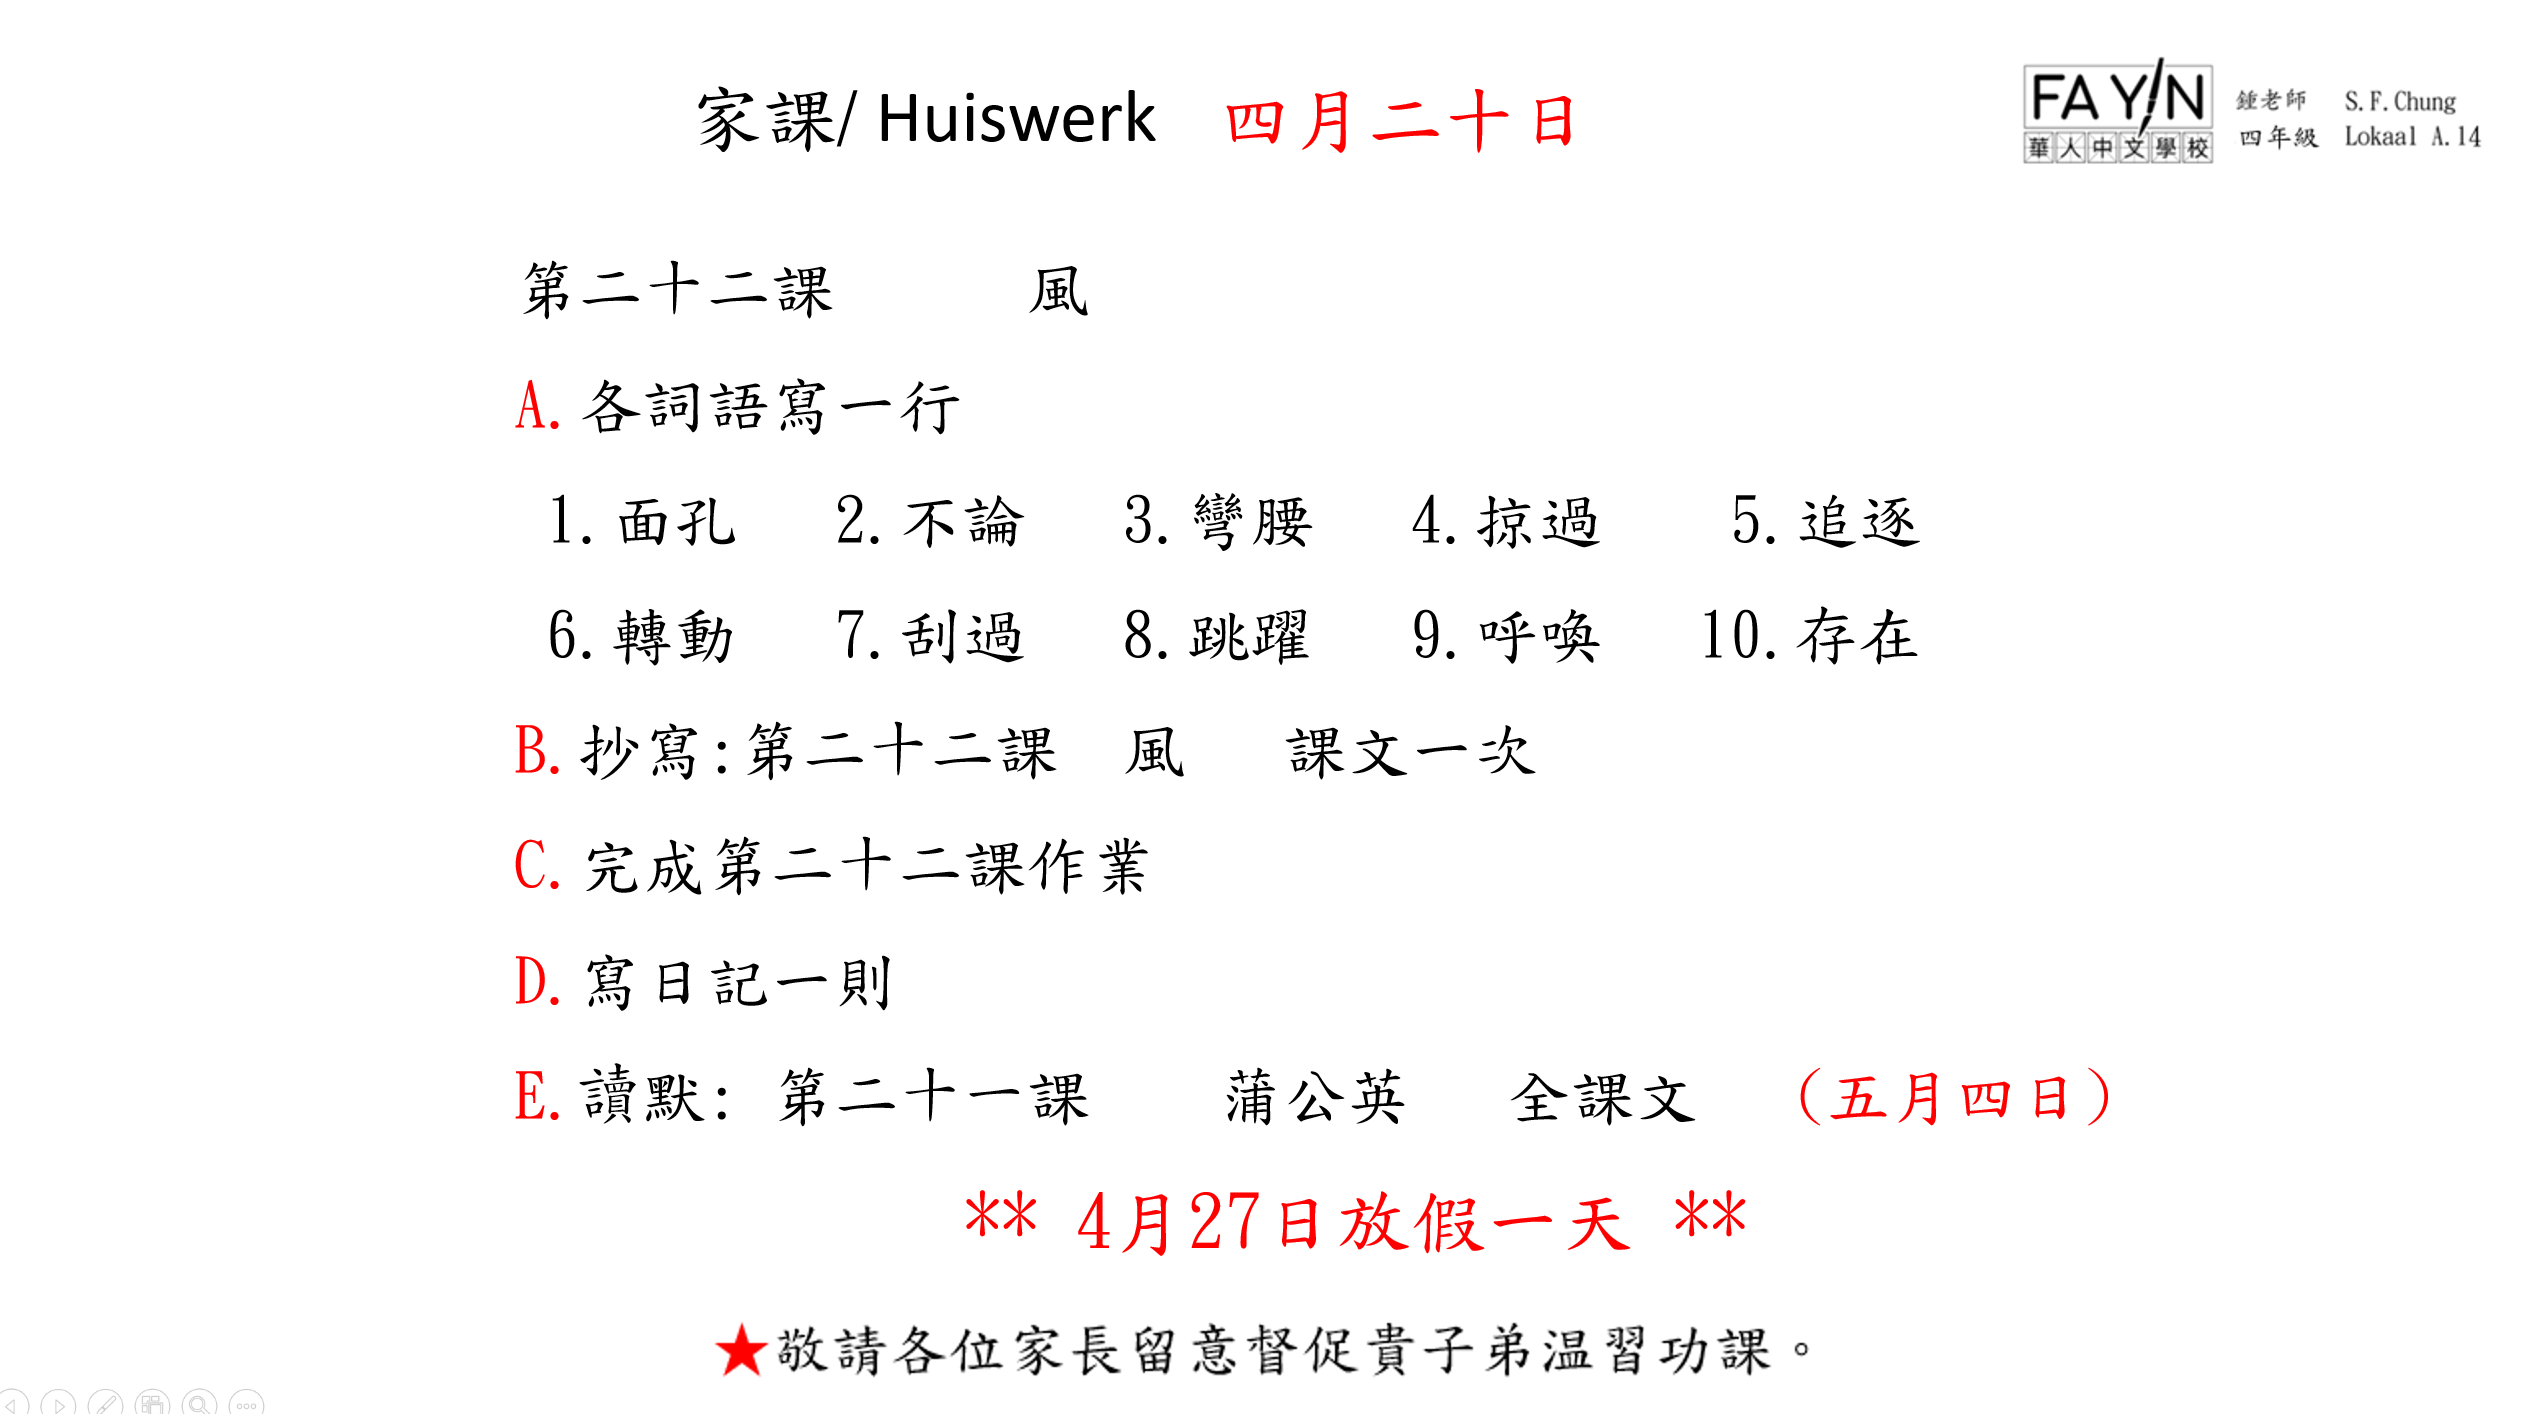 家課/ Huiswerk 四月二十日
FAYIN
華人中文學校
鍾老師 S.F.Chung
四年級 Lokaal A.14
第二十二課 風
A.各詞語寫一行
1.面孔 2.不論 3.彎腰 4.掠過 5.追逐
6.轉動 7.刮過 8.跳躍 9.呼喚 10.存在
B.抄寫:第二十二課 風 課文一次
C.完成第二十二課作業
D.寫日記一則
E.讀默: 第二十一課 蒲公英 全課文 (五月四日)
** 4月27日放假一天 **
★敬請各位家長留意督促貴子弟温習功課。